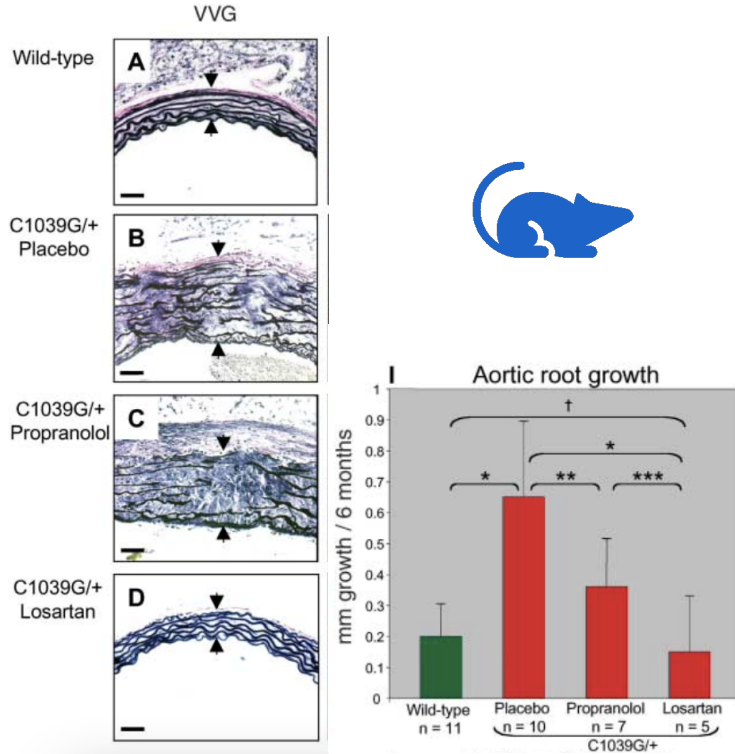 VVG
Wild-type
A
C1039G/+
Placebo
B
C1039G/+
Propranolol
C
C1039G/+
Losartan
D
I Aortic root growth
mm growth / 6 months
1
0.9
0.8
0.7
0.6
0.5
0.4
0.3
0.2
0.1
0
†
*
* ** ***
Wild-type Placebo Propranolol Losartan
n = 11 n = 10 n = 7 n = 5
C1039G/+